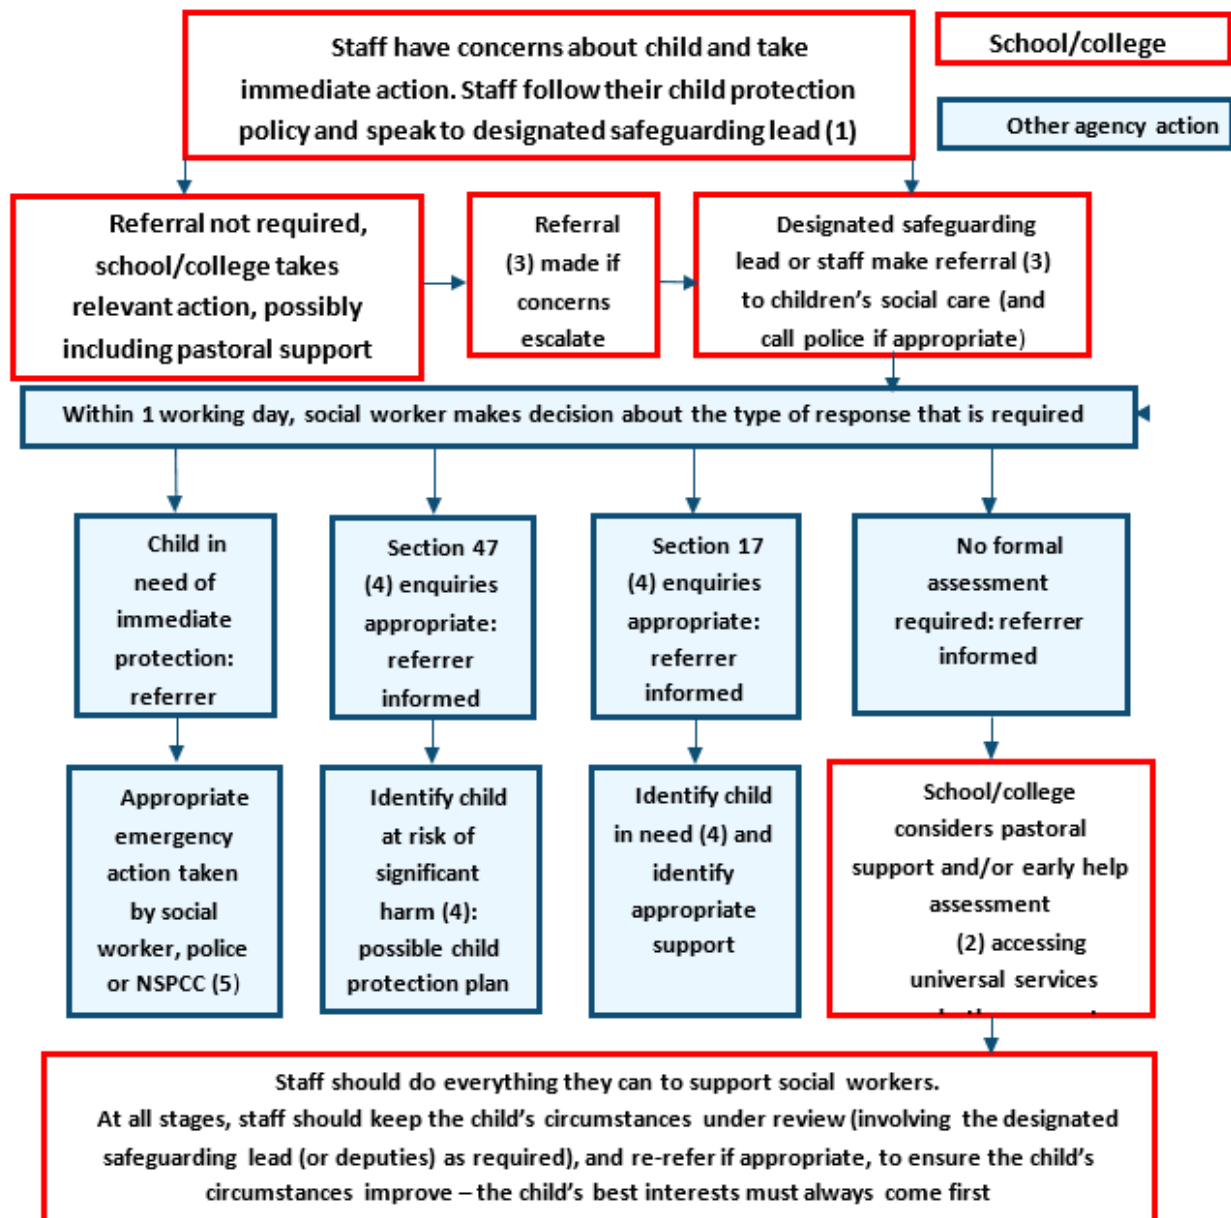 Staff have concerns about child and take
immediate action. Staff follow their child protection
policy and speak to designated safeguarding lead (1)
School/college
Other agency action
Referral not required,
school/college takes
relevant action, possibly
including pastoral support
Referral
(3) made if
concerns
escalate
Designated safeguarding
lead or staff make referral (3)
to children’s social care (and
call police if appropriate)
Within 1 working day, social worker makes decision about the type of response that is required
Child in
need of
immediate
protection:
referrer
Section 47
(4) enquiries
appropriate:
referrer
informed
Section 17
(4) enquiries
appropriate:
referrer
informed
No formal
assessment
required: referrer
informed
Appropriate
emergency
action taken
by social
worker, police
or NSPCC (5)
Identify child
at risk of
significant
harm (4):
possible child
protection plan
Identify child
in need (4) and
identify
appropriate
support
School/college
considers pastoral
support and/or early help
assessment
(2) accessing
universal services
Staff should do everything they can to support social workers.
At all stages, staff should keep the child’s circumstances under review (involving the designated
safeguarding lead (or deputies) as required), and re-refer if appropriate, to ensure the child’s
circumstances improve – the child’s best interests must always come first